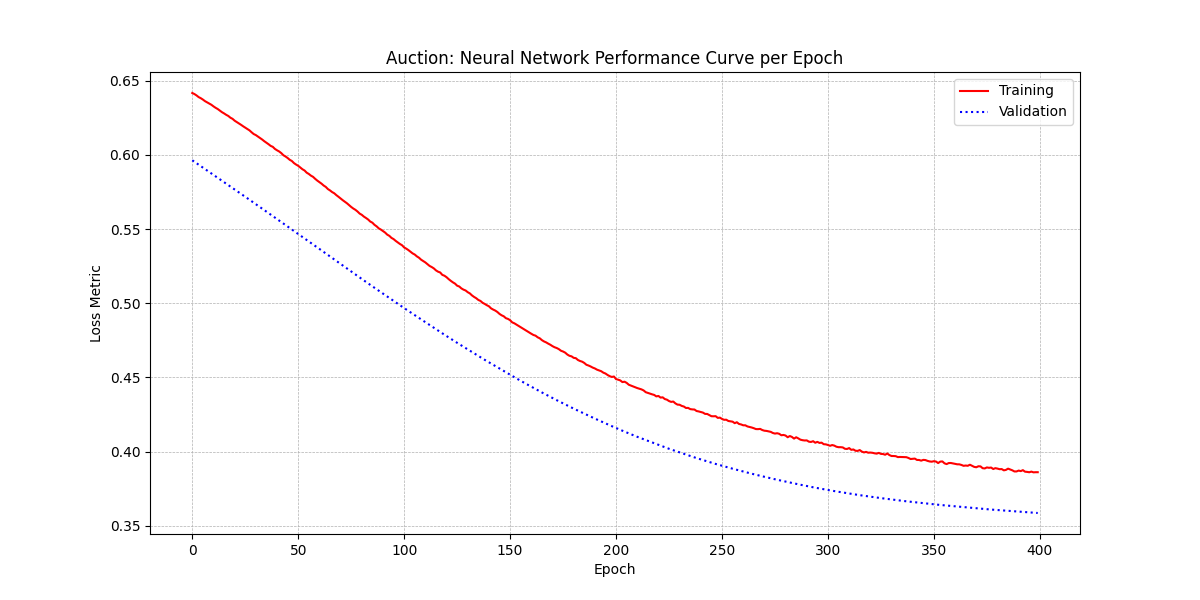 Auction: Neural Network Performance Curve per Epoch
Training
Validation
Loss Metric
0.65
0.60
0.55
0.50
0.45
0.40
0.35
0 50 100 150 200 250 300 350 400
Epoch